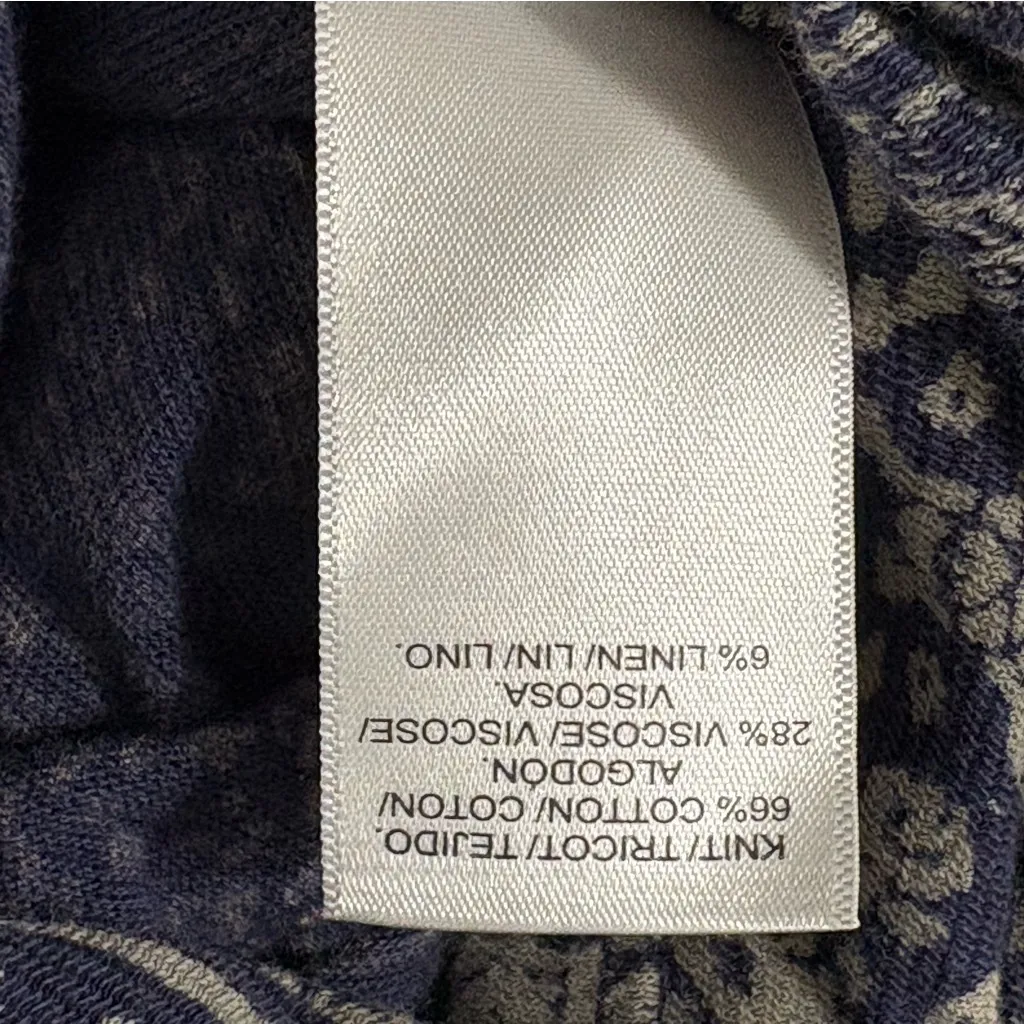 KNIT/ TRICOT/ TEJIDO.
66% COTTON/ COTON/
ALGODÓN.
28% VISCOSE/ VISCOSE/
VISCOSA.
6% LINEN/ LIN/ LINO.